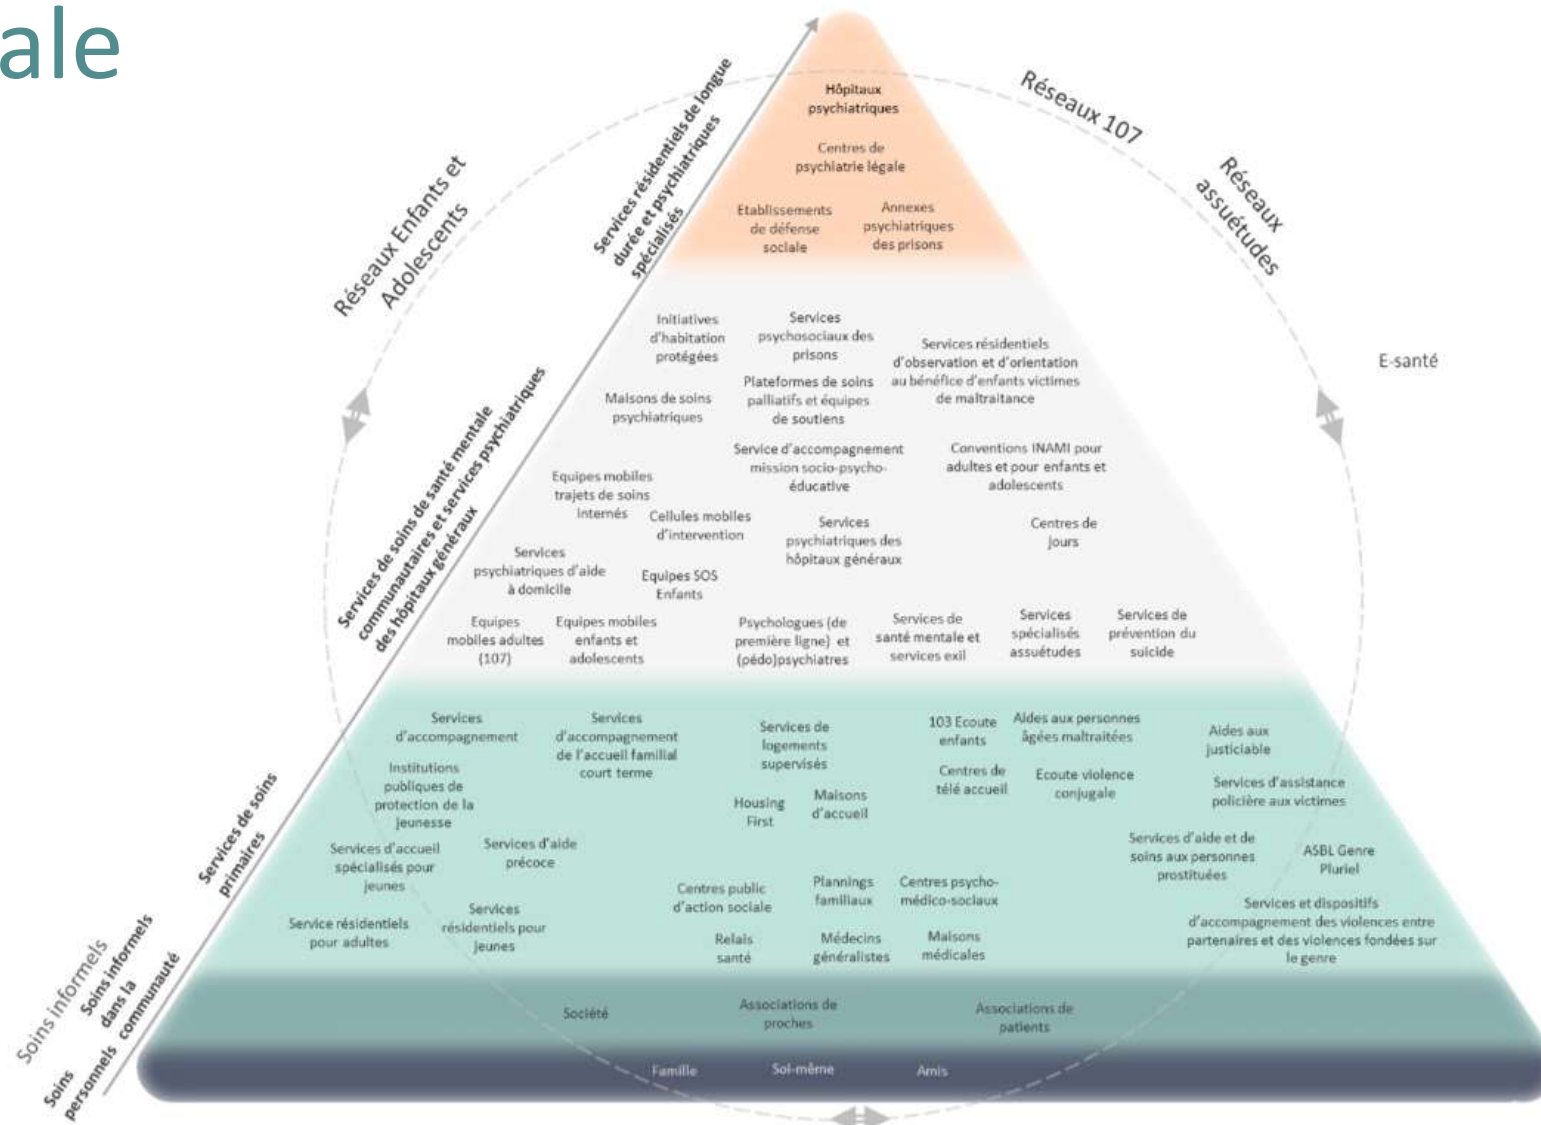 ale
Hôpitaux
psychiatriques
Centres de
psychiatrie légale
Etablissements
de défense
sociale
Annexes
psychiatriques
des prisons
Réseaux 107
Réseaux
assuétudes
E-santé
Réseaux Enfants et
Adolescents
Services résidentiels de longue
durée et psychiatriques
spécialisés
Initiatives
d'habitation
protégées
Services
psychosociaux des
prisons
Services résidentiels
d'observation et d'orientation
au bénéfice d'enfants victimes
de maltraitance
Maisons de soins
psychiatriques
Plateformes de soins
palliatifs et équipes
de soutiens
Service d'accompagnement
mission socio-psycho-
éducative
Conventions INAMI pour
adultes et pour enfants et
adolescents
Equipes mobiles
trajets de soins
Internés
Cellules mobiles
d'intervention
Services
psychiatriques des
hôpitaux généraux
Centres de
jours
Services
psychiatriques d'aide
à domicile
Equipes SOS
Enfants
Equipes
mobiles adultes
(107)
Equipes mobiles
enfants et
adolescents
Psychologues (de
première ligne) et
(pédo)psychiatres
Services de
santé mentale et
services exil
Services
spécialisés
assuétudes
Services de
prévention du
suicide
Services de soins de santé mentale
communautaires et services psychiatriques
des hôpitaux généraux
Services
d'accompagnement
Services
d'accompagnement
de l'accueil familial
court terme
Services de
logements
supervisés
103 Ecoute
enfants
Aides aux personnes
âgées maltraitées
Aides aux
justiciable
Institutions
publiques de
protection de la
jeunesse
Housing
First
Maisons
d'accueil
Centres de
télé accueil
Ecoute violence
conjugale
Services d'assistance
policière aux victimes
Services d'accueil
spécialisés pour
jeunes
Services d'aide
précoce
Services d'aide et de
soins aux personnes
prostituées
ASBL Genre
Pluriel
Centres public
d'action sociale
Plannings
familiaux
Centres psycho-
médico-sociaux
Service résidentiels
pour adultes
Services
résidentiels pour
jeunes
Relais
santé
Médecins
généralistes
Maisons
médicales
Services et dispositifs
d'accompagnement des violences entre
partenaires et des violences fondées sur
le genre
Services de soins
primaires
Société
Associations de
proches
Associations de
patients
Soins informels
Soins informels
dans la
communauté
Famille
Soi-même
Amis
Soins
personnels